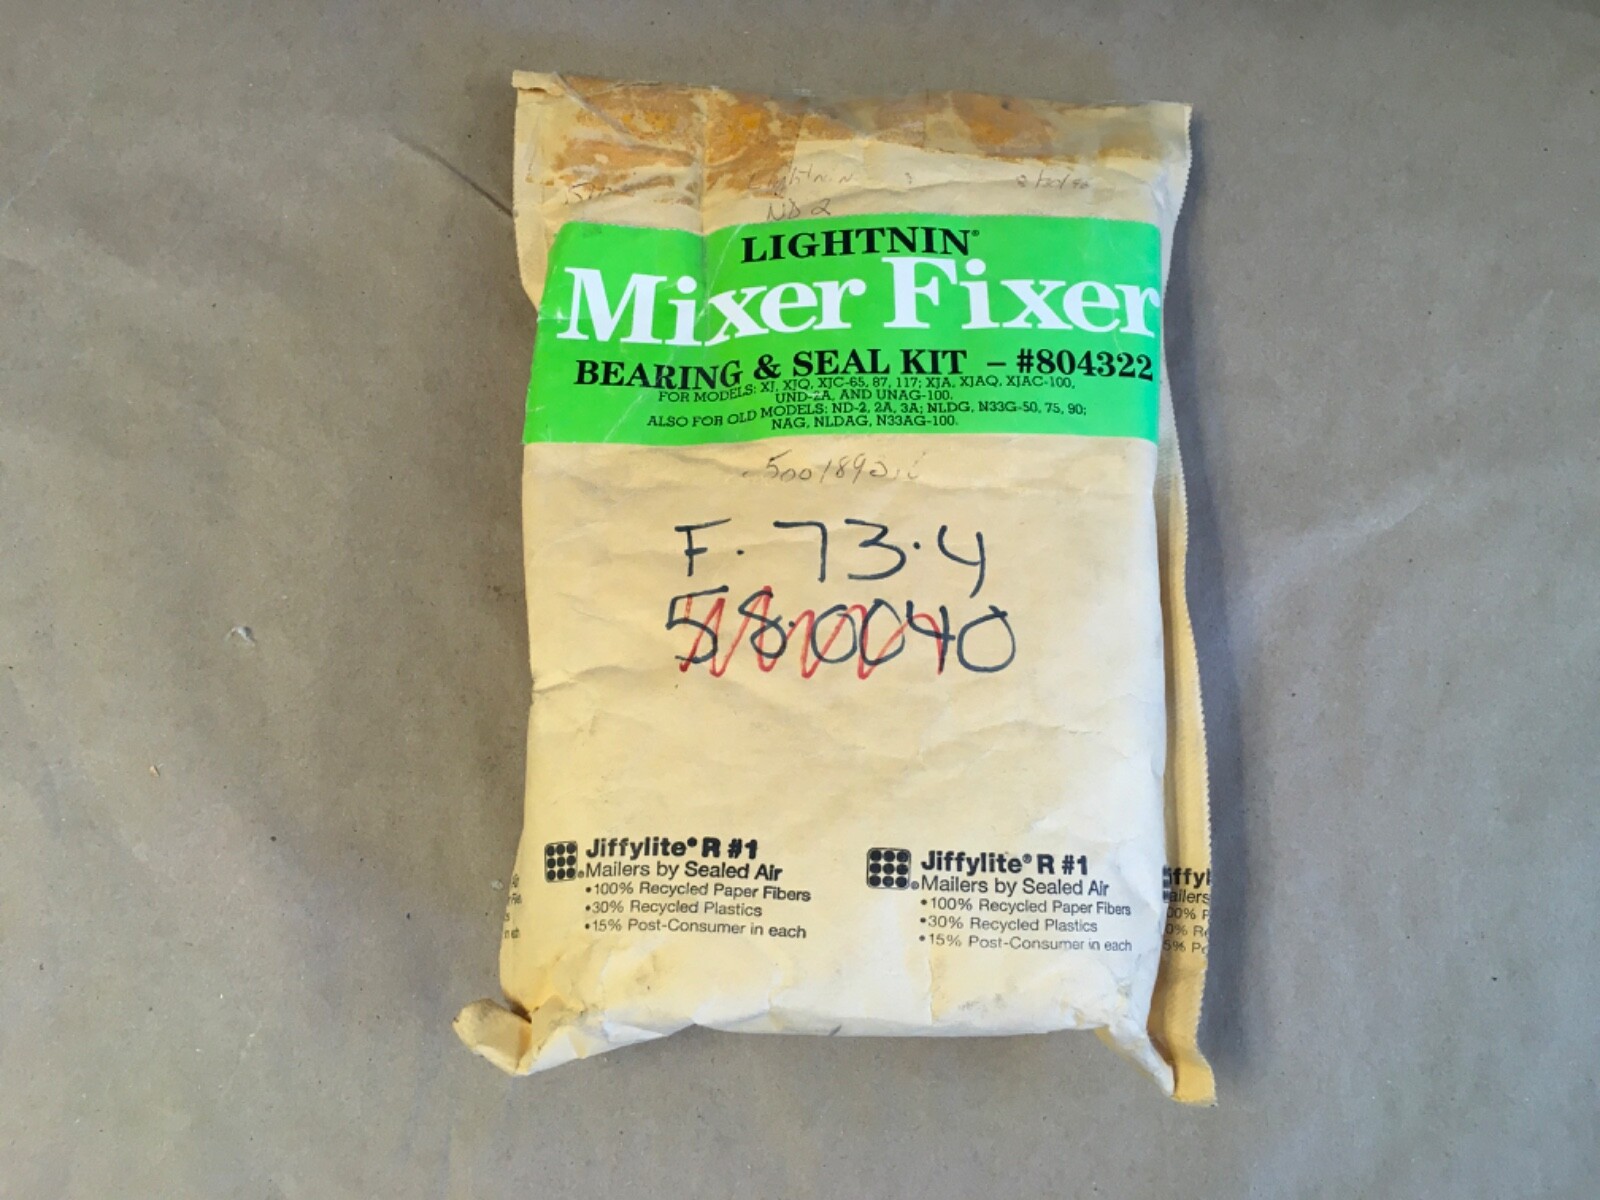 Lightnin
ND 2
LIGHTNIN®
Mixer Fixer
BEARING & SEAL KIT – #804322
FOR MODELS: XJ, XJQ, XJC-65, 87, 117; XJA, XJAQ, XJAC-100,
UND-2A, AND UNAG-100.
ALSO FOR OLD MODELS: ND-2, 2A, 3A; NLDG, N33G-50, 75, 90;
NAG, NLDAG, N33AG-100.
F. 73.4
58.0040
Jiffylite® R #1
Mailers by Sealed Air
•100% Recycled Paper Fibers
•30% Recycled Plastics
•15% Post-Consumer in each
Jiffylite® R #1
Mailers by Sealed Air
•100% Recycled Paper Fibers
•30% Recycled Plastics
•15% Post-Consumer in each